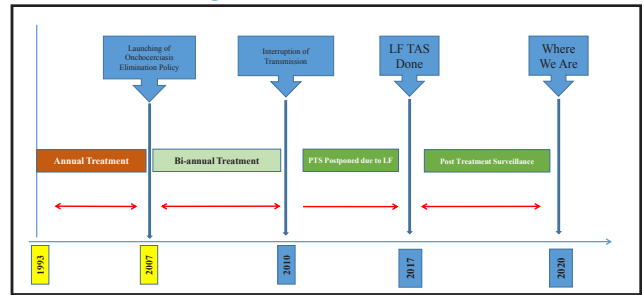 Launching of
Onchocerciasis
Elimination Policy
Interruption of
Transmission
LF TAS
Done
Where
We Are
Annual Treatment
Bi-annual Treatment
PTS Postponed due to LF
Post Treatment Surveillance
1993
2007
2010
2017
2020